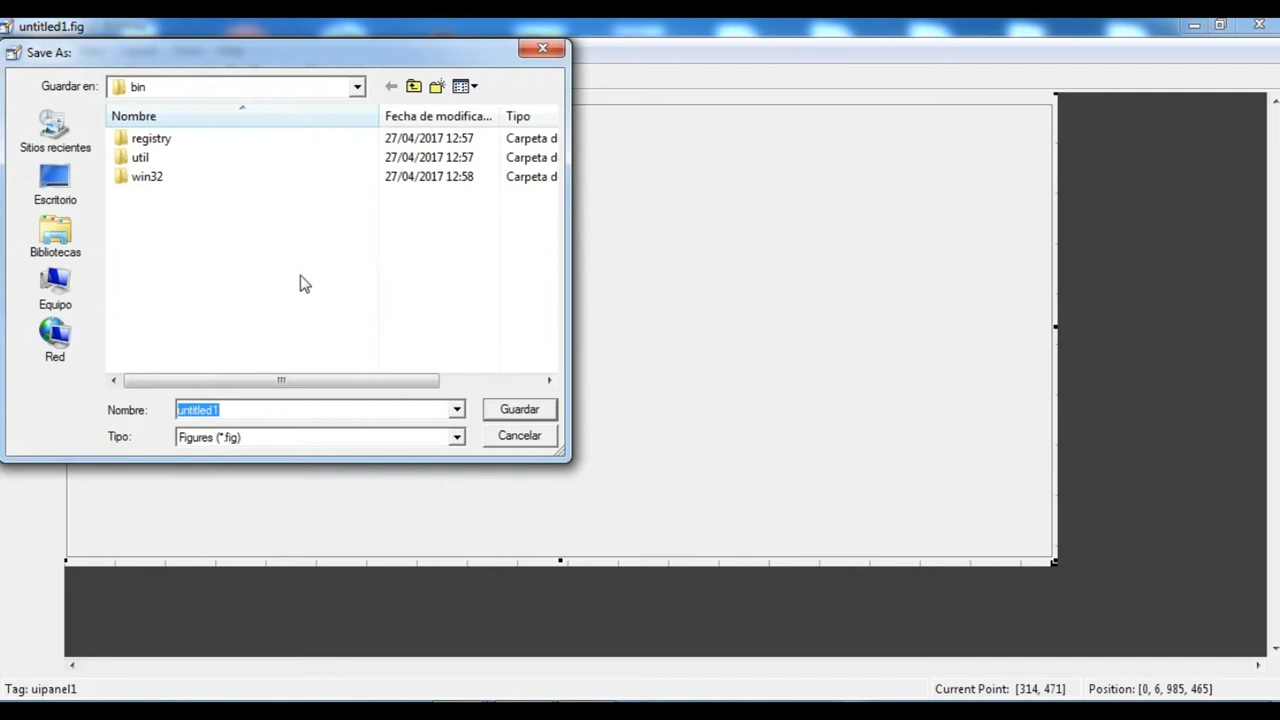 untitled1.fig
Save As:
Guardar en: bin
Nombre Fecha de modifica... Tipo
registry 27/04/2017 12:57 Carpeta d
util 27/04/2017 12:57 Carpeta d
win32 27/04/2017 12:58 Carpeta d
Sitios recientes
Escritorio
Bibliotecas
Equipo
Red
Nombre: untitled1 Guardar
Tipo: Figures (*.fig) Cancelar
Tag: uipanel1 Current Point: [314, 471] Position: [0, 6, 985, 465]